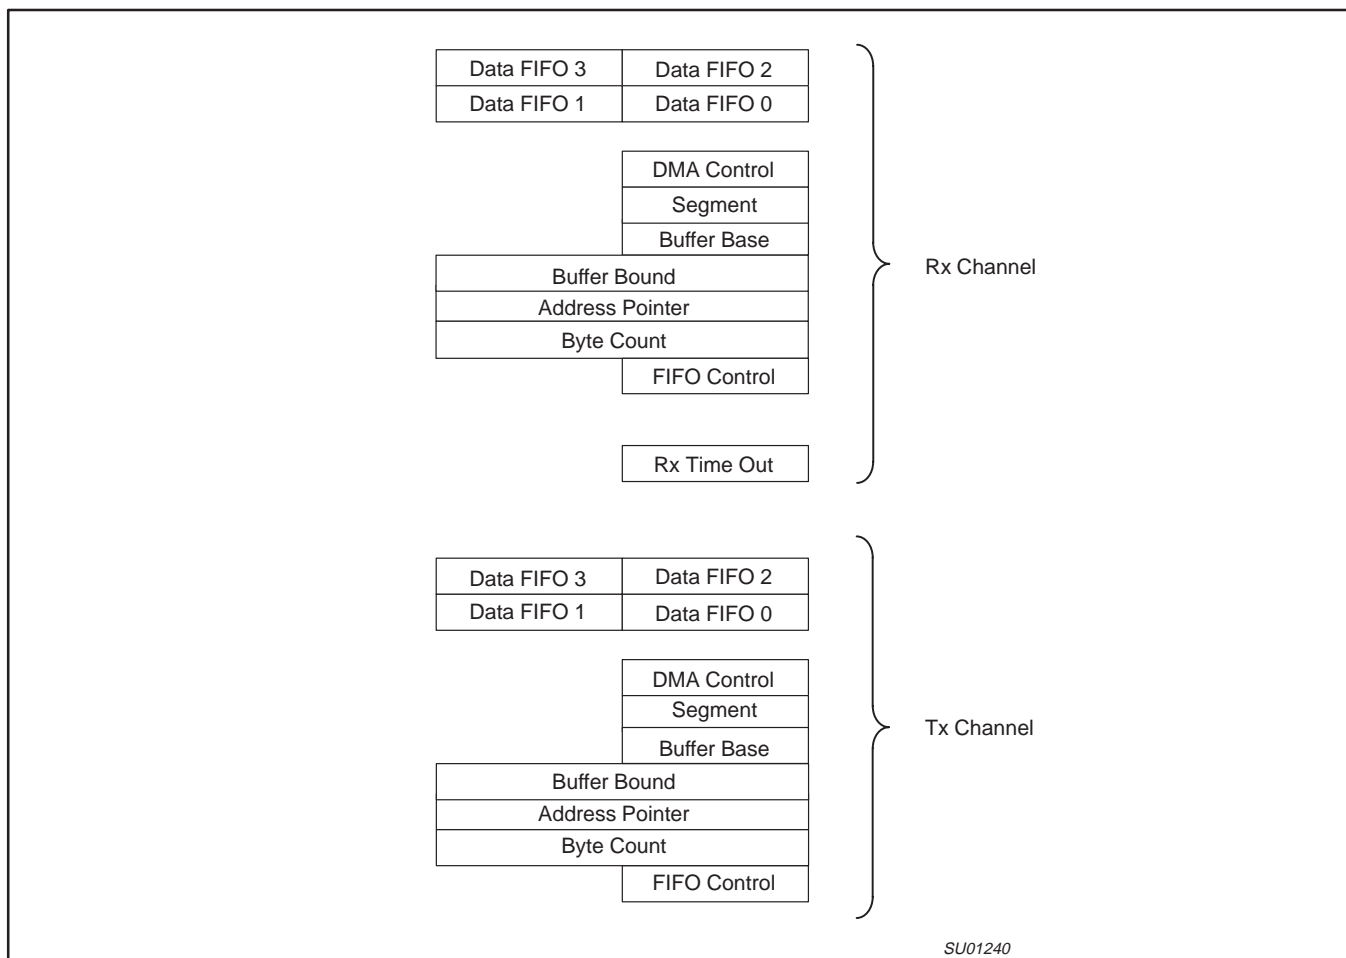 Data FIFO 3 Data FIFO 2
Data FIFO 1 Data FIFO 0
DMA Control
Segment
Buffer Base
Buffer Bound
Address Pointer
Byte Count
FIFO Control
Rx Time Out
Rx Channel
Data FIFO 3 Data FIFO 2
Data FIFO 1 Data FIFO 0
DMA Control
Segment
Buffer Base
Buffer Bound
Address Pointer
Byte Count
FIFO Control
Tx Channel
SU01240